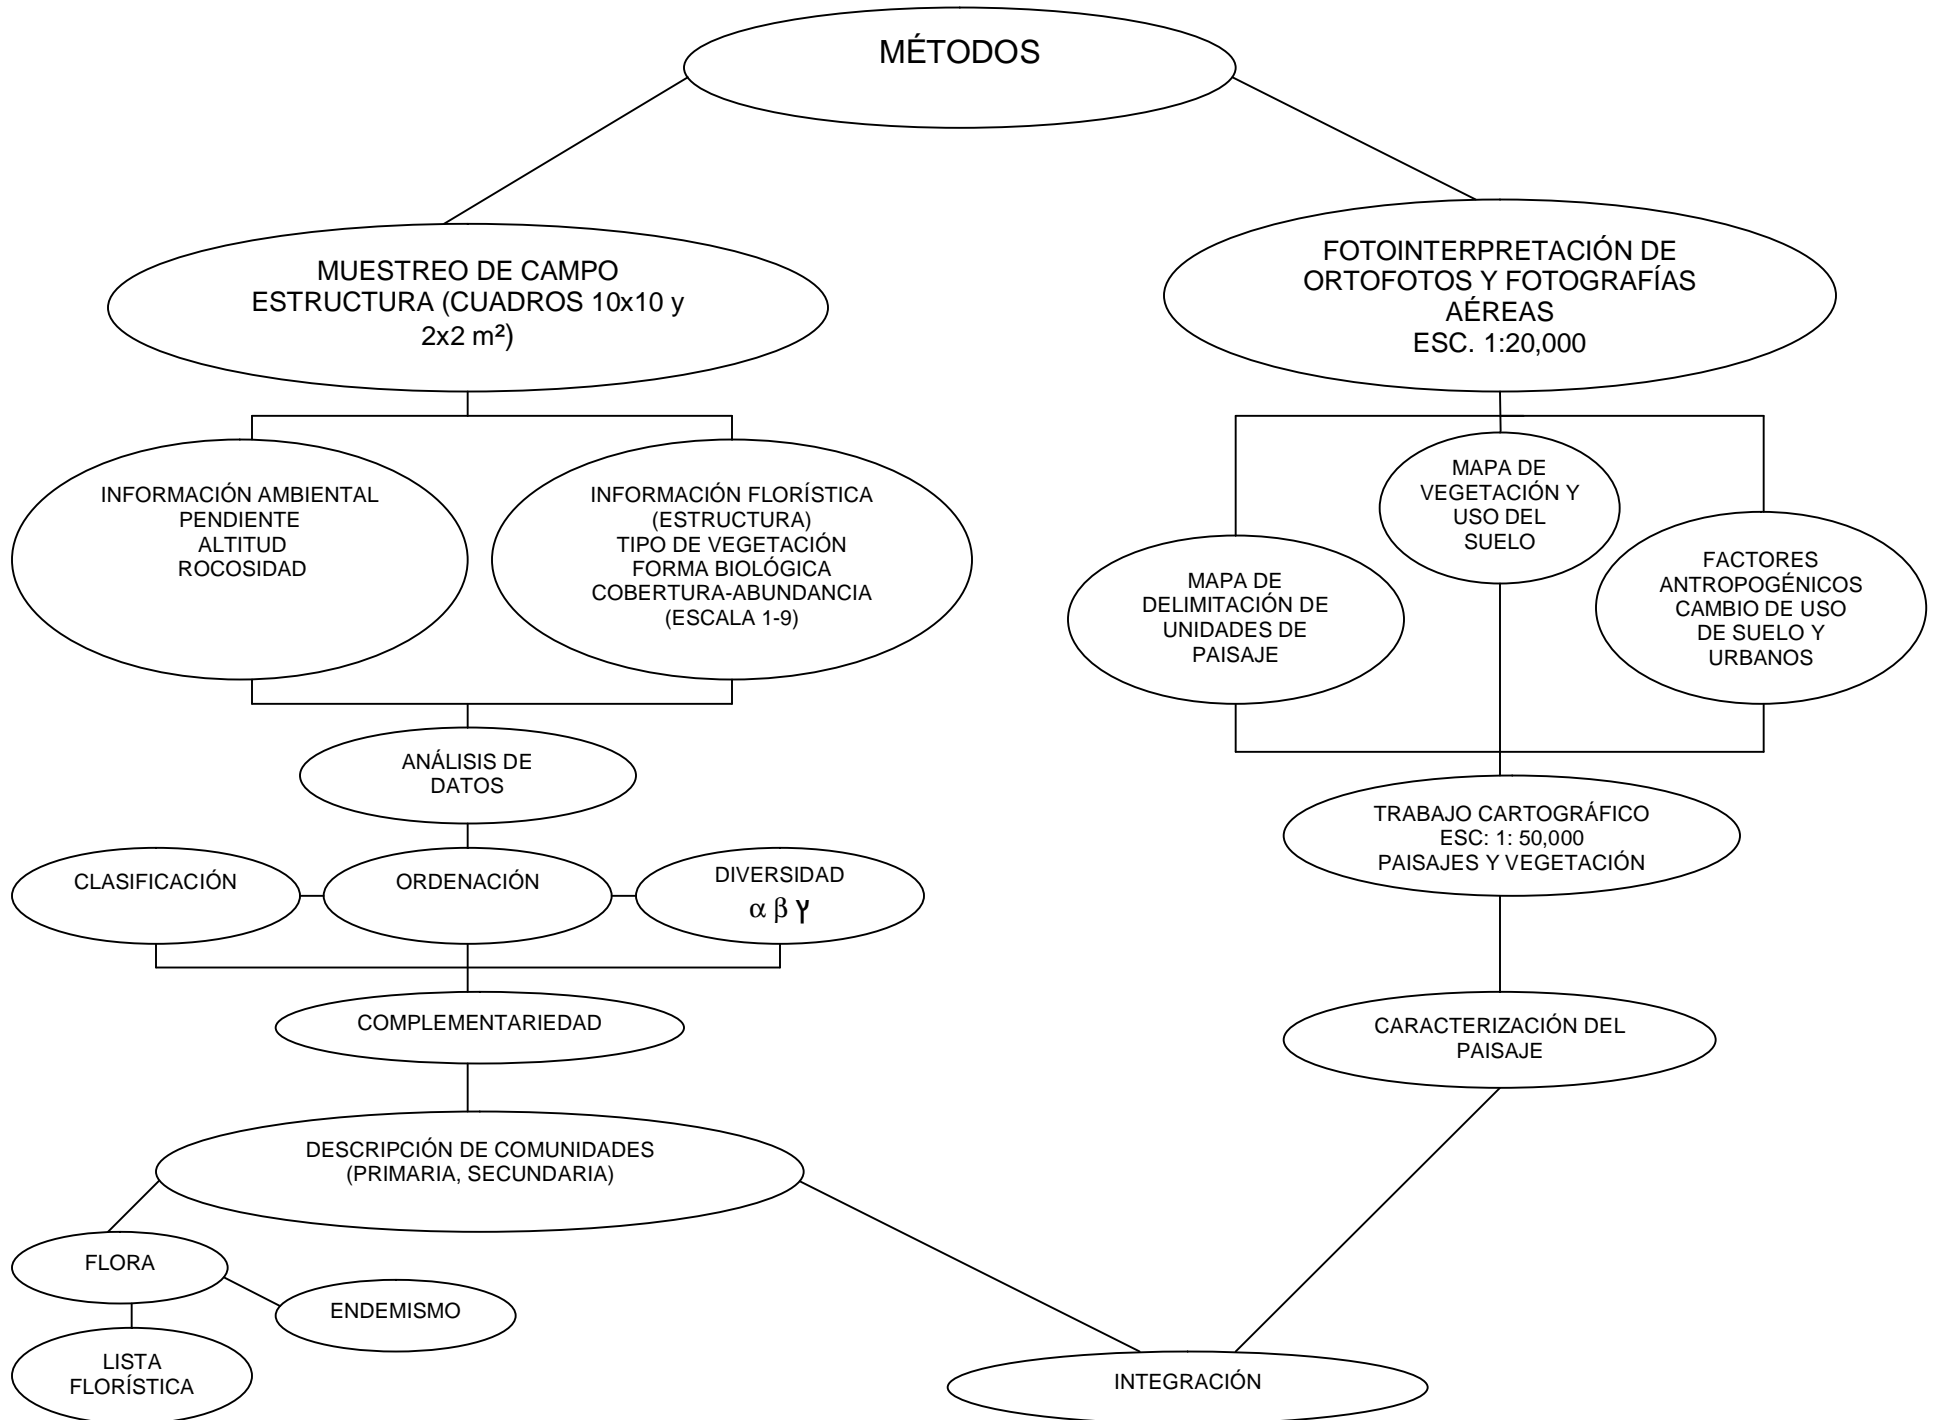 MÉTODOS
MUESTREO DE CAMPO
ESTRUCTURA (CUADROS 10x10 y
2x2 m²)
FOTOINTERPRETACIÓN DE
ORTOFOTOS Y FOTOGRAFÍAS
AÉREAS
ESC. 1:20,000
INFORMACIÓN AMBIENTAL
PENDIENTE
ALTITUD
ROCOSIDAD
INFORMACIÓN FLORÍSTICA
(ESTRUCTURA)
TIPO DE VEGETACIÓN
FORMA BIOLÓGICA
COBERTURA-ABUNDANCIA
(ESCALA 1-9)
MAPA DE
DELIMITACIÓN DE
UNIDADES DE
PAISAJE
MAPA DE
VEGETACIÓN Y
USO DEL
SUELO
FACTORES
ANTROPOGÉNICOS
CAMBIO DE USO
DE SUELO Y
URBANOS
ANÁLISIS DE
DATOS
TRABAJO CARTOGRÁFICO
ESC: 1: 50,000
PAISAJES Y VEGETACIÓN
CLASIFICACIÓN
ORDENACIÓN
DIVERSIDAD
α β γ
COMPLEMENTARIEDAD
CARACTERIZACIÓN DEL
PAISAJE
DESCRIPCIÓN DE COMUNIDADES
(PRIMARIA, SECUNDARIA)
FLORA
ENDEMISMO
LISTA
FLORÍSTICA
INTEGRACIÓN